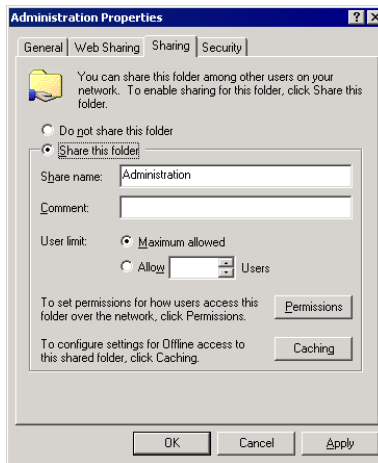 Administration Properties
General Web Sharing Sharing Security
You can share this folder among other users on your
network. To enable sharing for this folder, click Share this
folder.
Do not share this folder
Share this folder
Share name: Administration
Comment:
User limit: Maximum allowed
Allow Users
To set permissions for how users access this
folder over the network, click Permissions.
Permissions
To configure settings for Offline access to
this shared folder, click Caching.
Caching
OK Cancel Apply